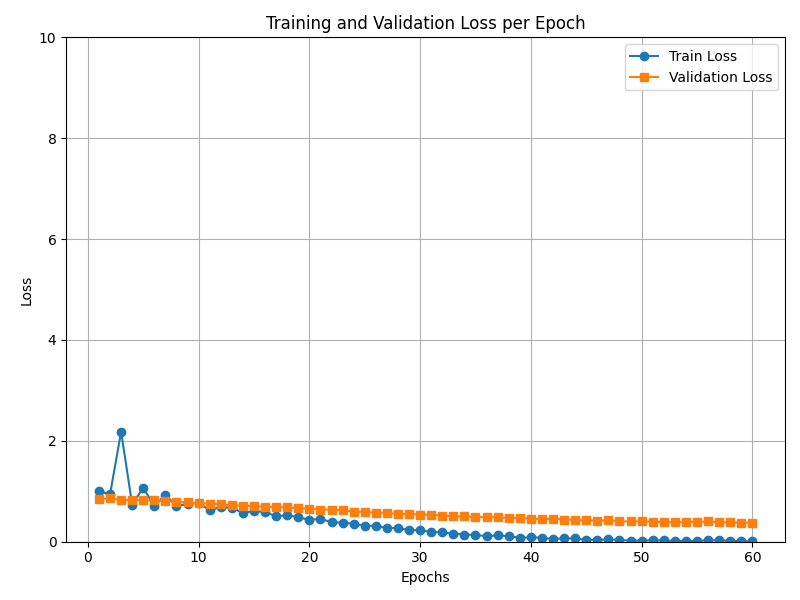 Training and Validation Loss per Epoch
Train Loss
Validation Loss
Loss
10
8
6
4
2
0
0 10 20 30 40 50 60
Epochs